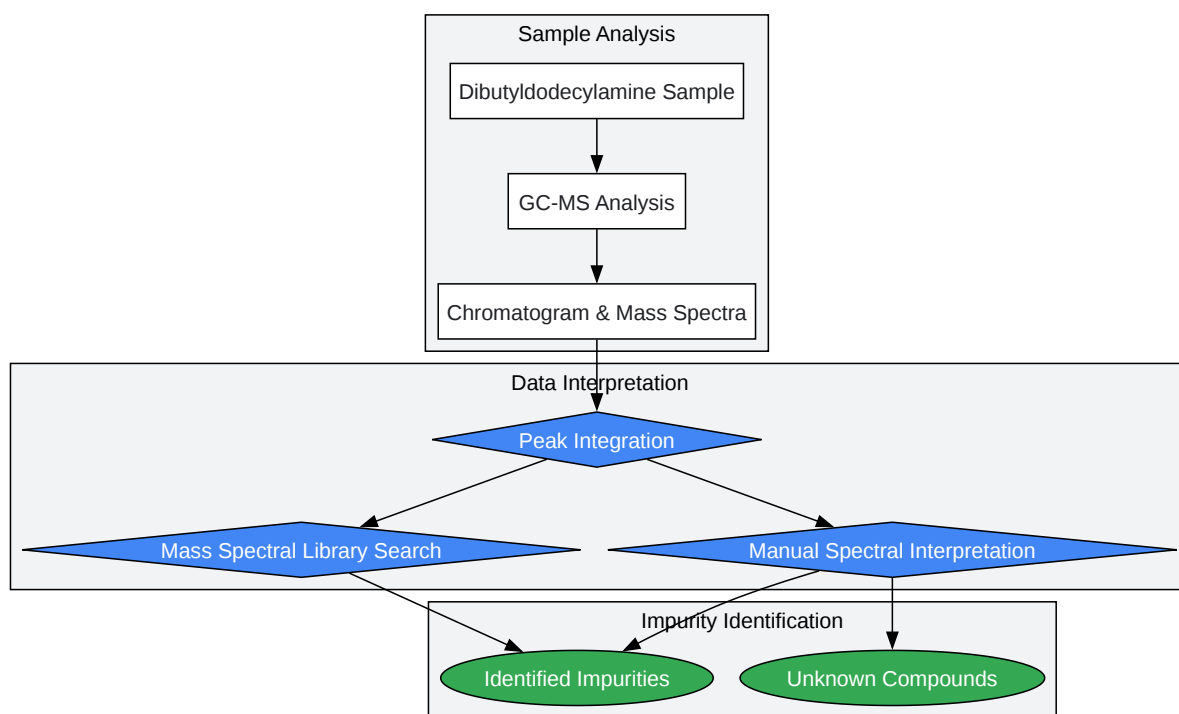 Sample Analysis
Dibutyldodecylamine Sample
GC-MS Analysis
Chromatogram & Mass Spectra
Data Interpretation
Peak Integration
Mass Spectral Library Search
Manual Spectral Interpretation
Impurity Identification
Identified Impurities
Unknown Compounds